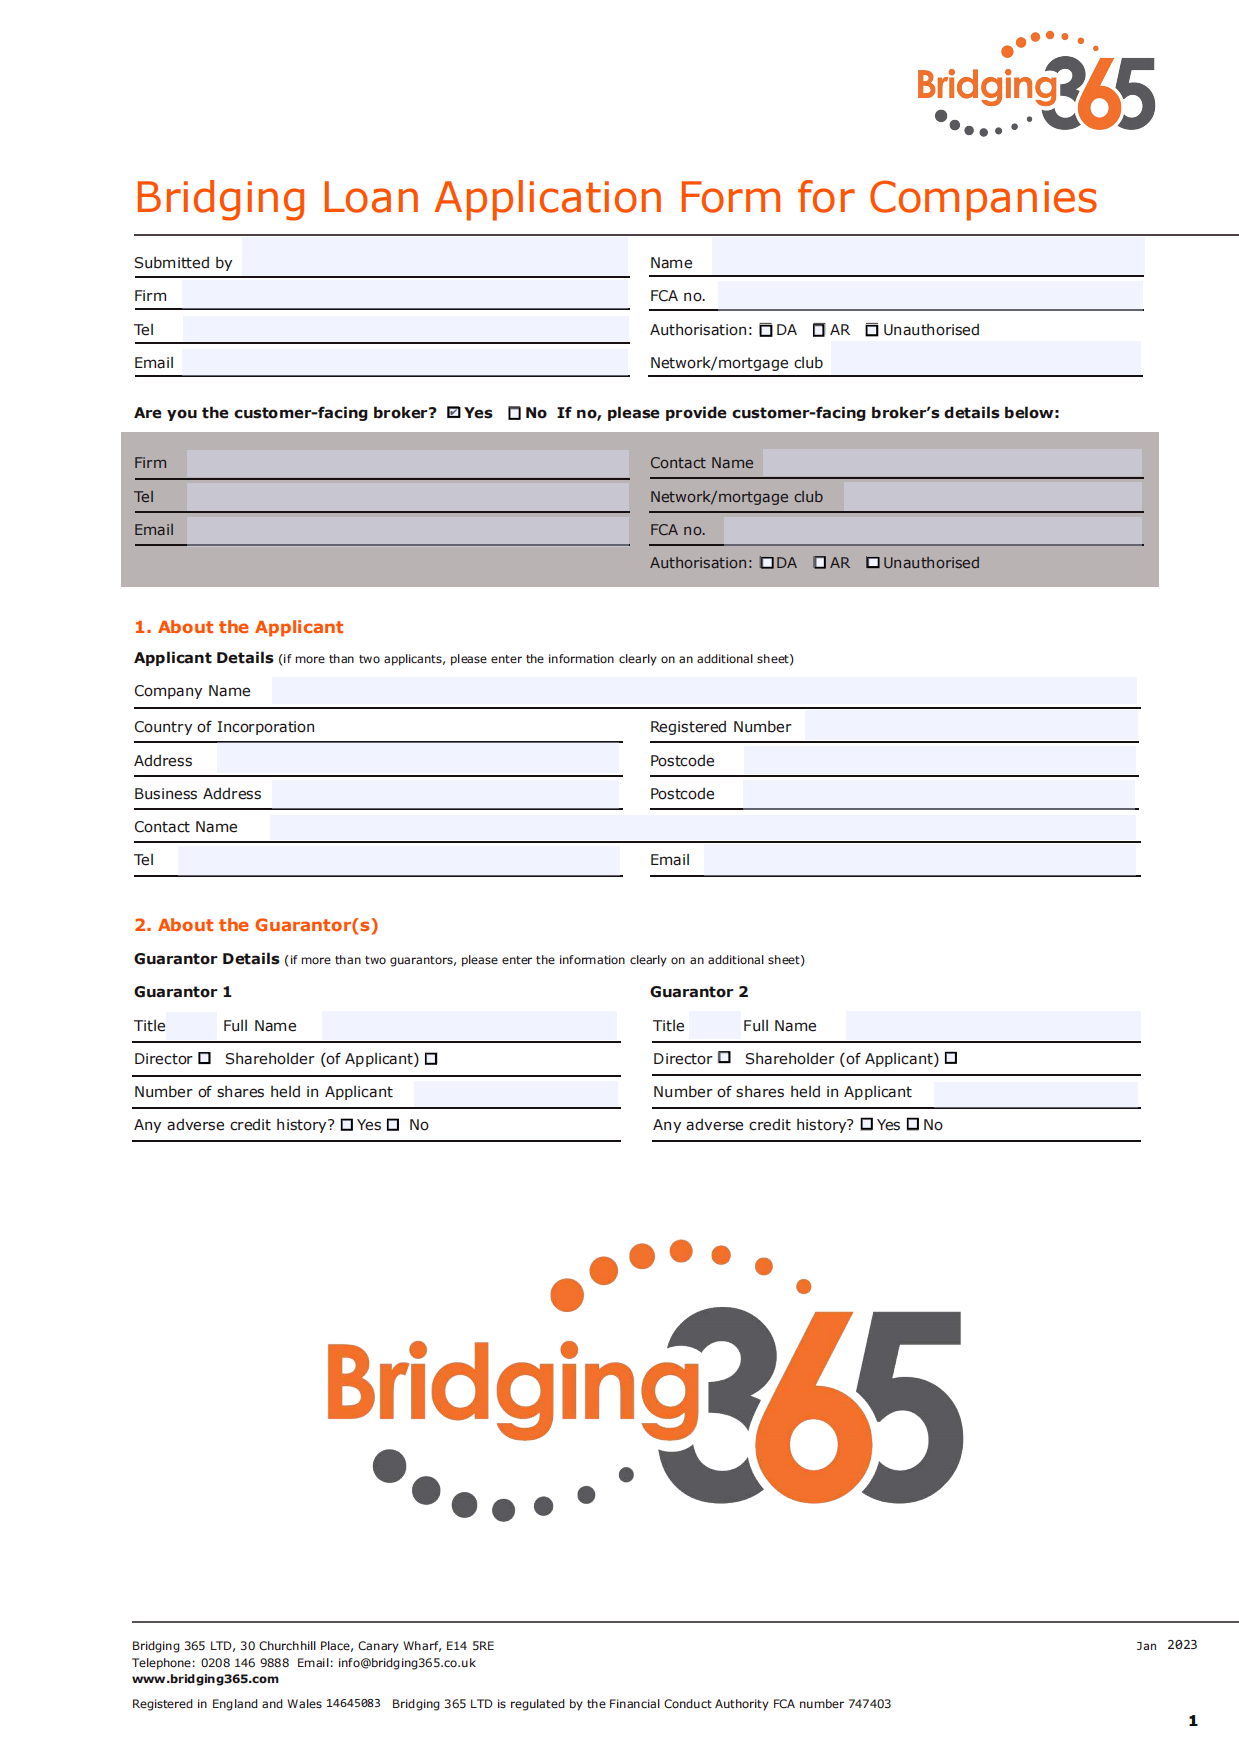 Bridging 365
Bridging Loan Application Form for Companies
Submitted by Name
Firm FCA no.
Tel Authorisation: DA AR Unauthorised
Email Network/mortgage club
Are you the customer-facing broker? Yes No If no, please provide customer-facing broker's details below:
Firm Contact Name
Tel Network/mortgage club
Email FCA no.
Authorisation: DA AR Unauthorised
1. About the Applicant
Applicant Details (if more than two applicants, please enter the information clearly on an additional sheet)
Company Name
Country of Incorporation Registered Number
Address Postcode
Business Address Postcode
Contact Name
Tel Email
2. About the Guarantor(s)
Guarantor Details (if more than two guarantors, please enter the information clearly on an additional sheet)
Guarantor 1 Guarantor 2
Title Full Name Title Full Name
Director Shareholder (of Applicant) Director Shareholder (of Applicant)
Number of shares held in Applicant Number of shares held in Applicant
Any adverse credit history? Yes No Any adverse credit history? Yes No
Bridging 365
Bridging 365 LTD, 30 Churchhill Place, Canary Wharf, E14 5RE Jan 2023
Telephone: 0208 146 9888 Email: info@bridging365.co.uk
www.bridging365.com
Registered in England and Wales 14645083 Bridging 365 LTD is regulated by the Financial Conduct Authority FCA number 747403
1